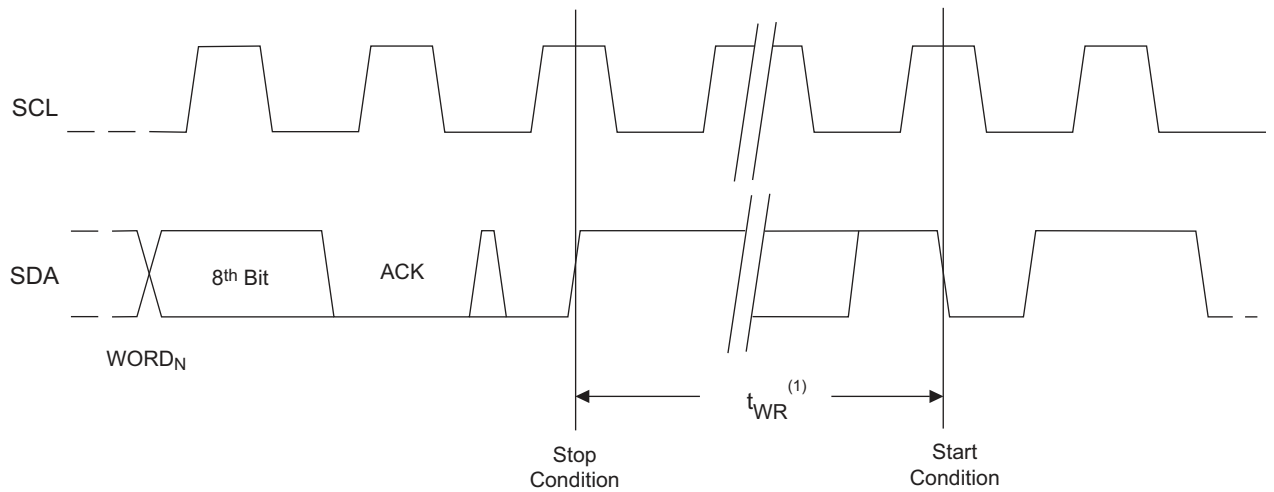 SCL
SDA
8th Bit
ACK
WORDN
tWR(1)
Stop
Condition
Start
Condition